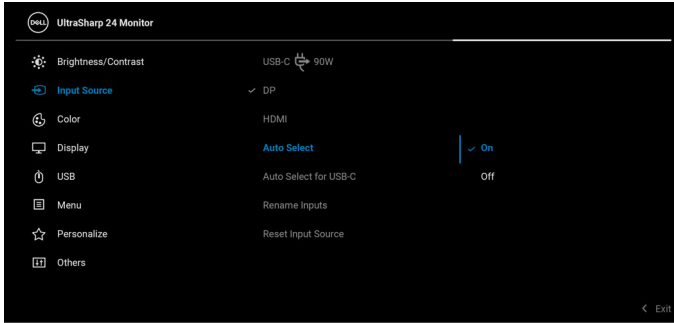 DELL
UltraSharp 24 Monitor
Brightness/Contrast
USB-C 90W
Input Source
DP
Color
HDMI
Display
Auto Select
On
USB
Auto Select for USB-C
Off
Menu
Rename Inputs
Personalize
Reset Input Source
Others
Exit